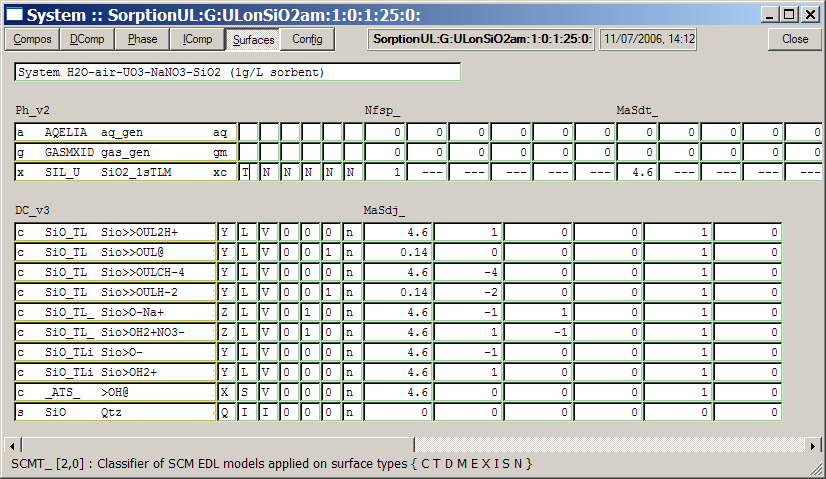 System :: SorptionUL:G:ULonSiO2am:1:0:1:25:0:
Compos DComp Phase IComp Surfaces Config SorptionUL:G:ULonSiO2am:1:0:1:25:0: 11/07/2006, 14:12 Close
System H2O-air-UO3-NaNO3-SiO2 (1g/L sorbent)
Ph_v2 Nfsp_ MaSdt_
a AQELIA aq_gen aq 0 0 0 0 0 0 0 0 0 0 0
g GASMXID gas_gen gm 0 0 0 0 0 0 0 0 0 0 0
x SIL_U SiO2_1sTLM xc T N N N N N 1 --- --- --- --- --- 4.6 --- --- --- ---
DC_v3 MaSdj_
c SiO_TL Sio>>OUL2H+ Y L V 0 0 0 n 4.6 1 0 0 1 0
c SiO_TL Sio>>OUL@ Y L V 0 0 1 n 0.14 0 0 0 1 0
c SiO_TL Sio>>OULCH-4 Y L V 0 0 0 n 4.6 -4 0 0 1 0
c SiO_TL Sio>>OULH-2 Y L V 0 0 1 n 0.14 -2 0 0 1 0
c SiO_TL_ Sio>O-Na+ Z L V 0 1 0 n 4.6 -1 1 0 1 0
c SiO_TL_ Sio>OH2+NO3- Z L V 0 1 0 n 4.6 1 -1 0 1 0
c SiO_TLi Sio>O- Y L V 0 0 0 n 4.6 -1 0 0 1 0
c SiO_TLi Sio>OH2+ Y L V 0 0 0 n 4.6 1 0 0 1 0
c _ATS_ >OH@ X S V 0 0 0 n 4.6 0 0 0 1 0
s SiO Qtz Q I I 0 0 0 n 0 0 0 0 0 0
SCMT_ [2,0] : Classifier of SCM EDL models applied on surface types { C T D M E X I S N }